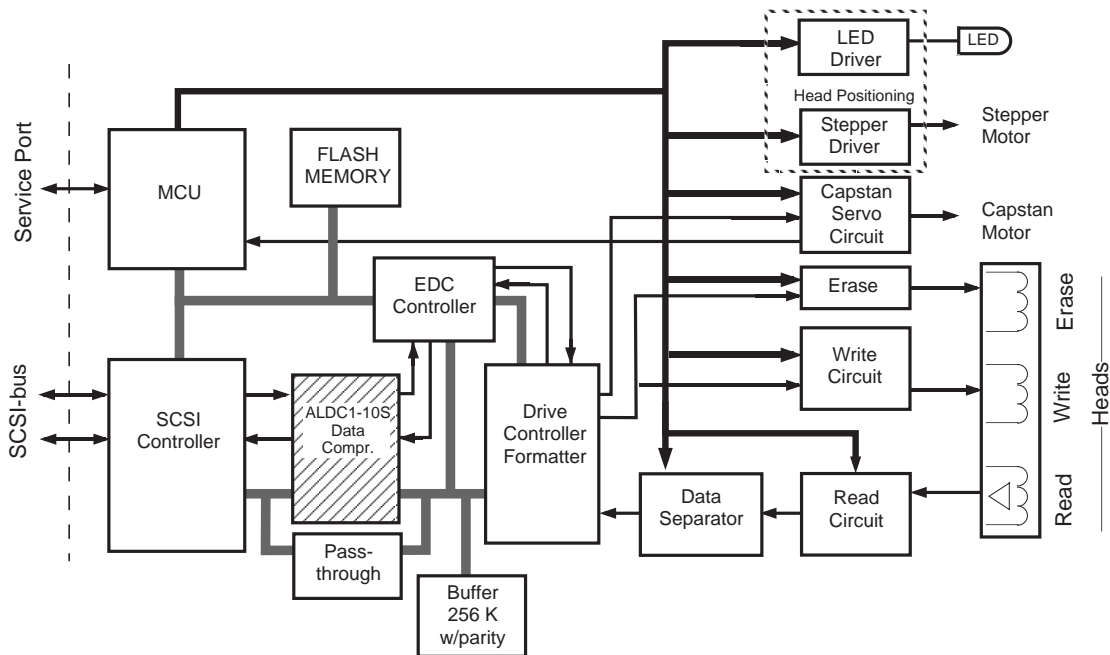 LED
Driver
LED
Head Positioning
Stepper
Driver
Stepper
Motor
Service Port
MCU
FLASH
MEMORY
Capstan
Servo
Circuit
Capstan
Motor
EDC
Controller
Erase
Erase
SCSI-bus
SCSI
Controller
ALDC1-10S
Data
Compr.
Drive
Controller
Formatter
Write
Circuit
Write
Heads
Data
Separator
Read
Circuit
Read
Pass-
through
Buffer
256 K
w/parity